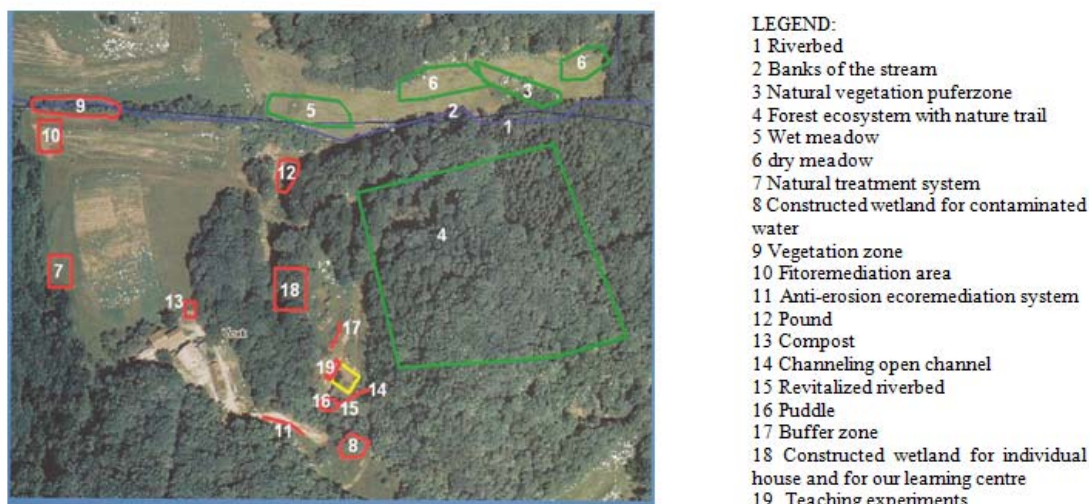 6
6
3
9
5
2
1
10
12
4
7
18
13
17
19
14
16
15
11
8
LEGEND:
1 Riverbed
2 Banks of the stream
3 Natural vegetation puferzone
4 Forest ecosystem with nature trail
5 Wet meadow
6 dry meadow
7 Natural treatment system
8 Constructed wetland for contaminated
water
9 Vegetation zone
10 Fitoremediation area
11 Anti-erosion ecoremediation system
12 Pound
13 Compost
14 Channeling open channel
15 Revitalized riverbed
16 Puddle
17 Buffer zone
18 Constructed wetland for individual
house and for our learning centre
19 Teaching experiments